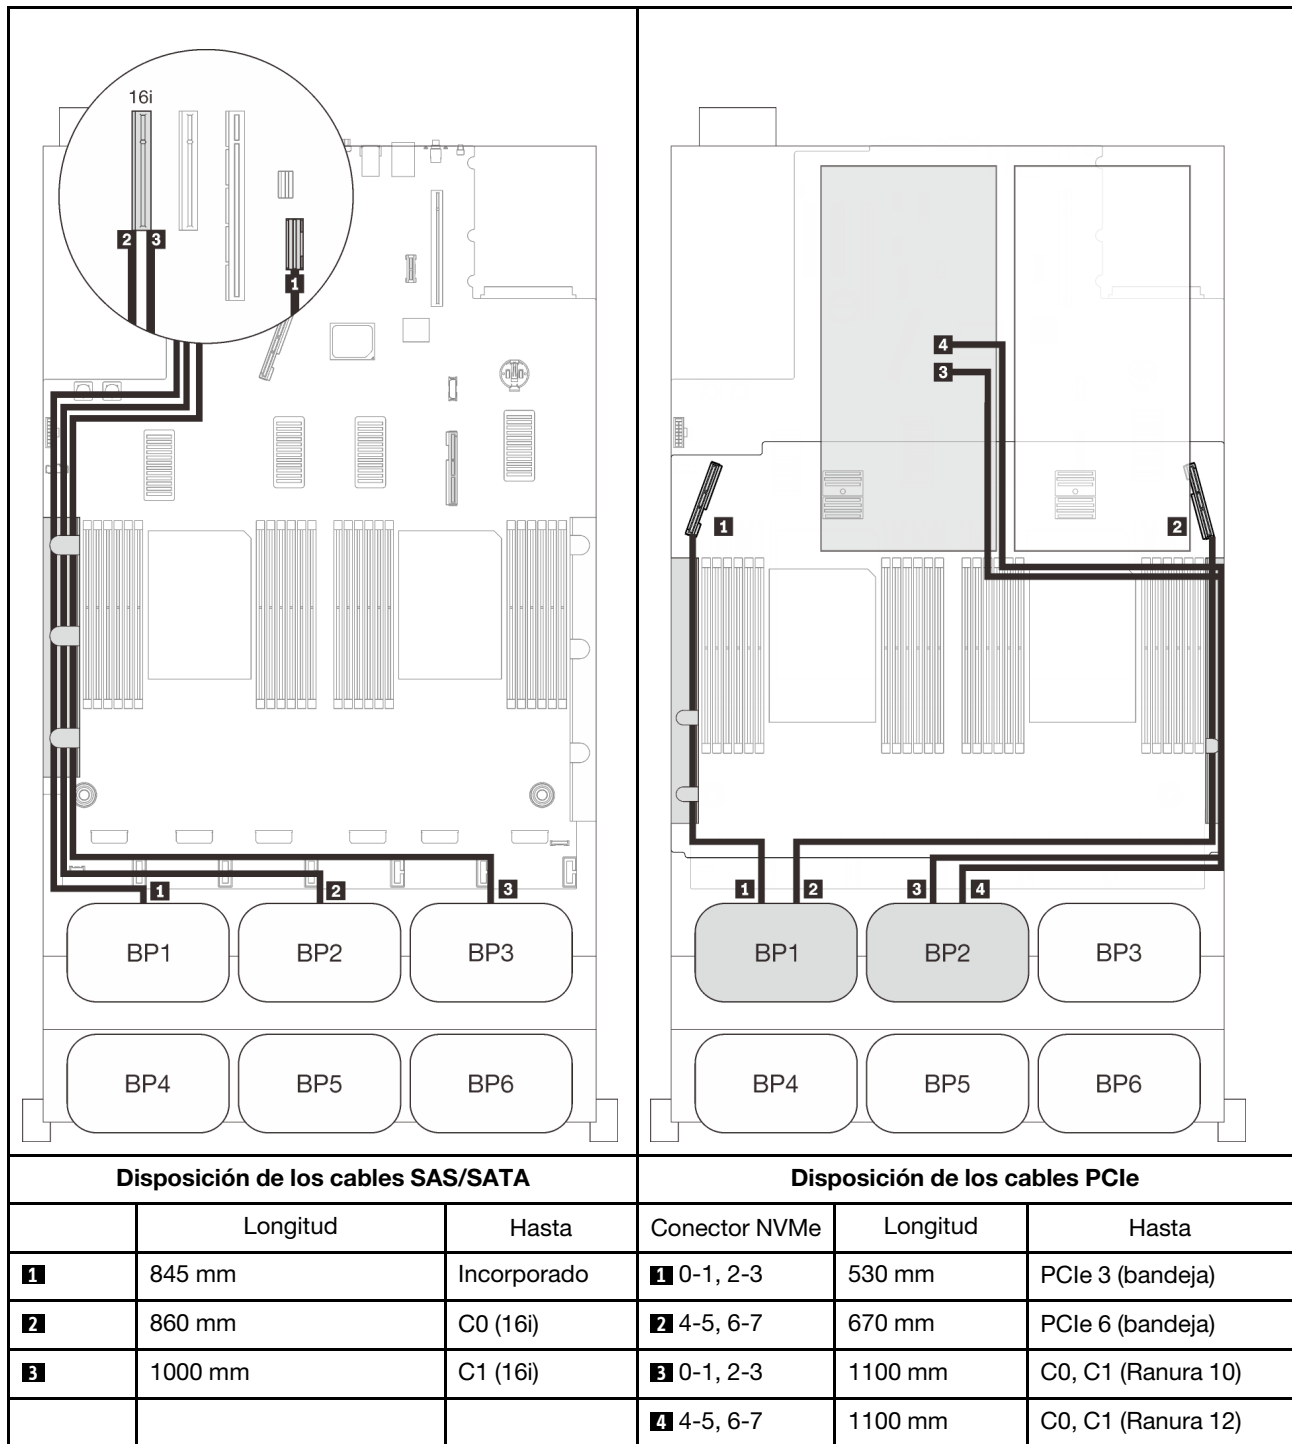 16i
2 3
1
1
2
3
BP1 BP2 BP3
BP4 BP5 BP6
4
3
1
2
1
2
3
4
BP1 BP2 BP3
BP4 BP5 BP6
Disposición de los cables SAS/SATA
Disposición de los cables PCIe
Longitud Hasta Conector NVMe Longitud Hasta
1 845 mm Incorporado 1 0-1, 2-3 530 mm PCIe 3 (bandeja)
2 860 mm C0 (16i) 2 4-5, 6-7 670 mm PCIe 6 (bandeja)
3 1000 mm C1 (16i) 3 0-1, 2-3 1100 mm C0, C1 (Ranura 10)
4 4-5, 6-7 1100 mm C0, C1 (Ranura 12)